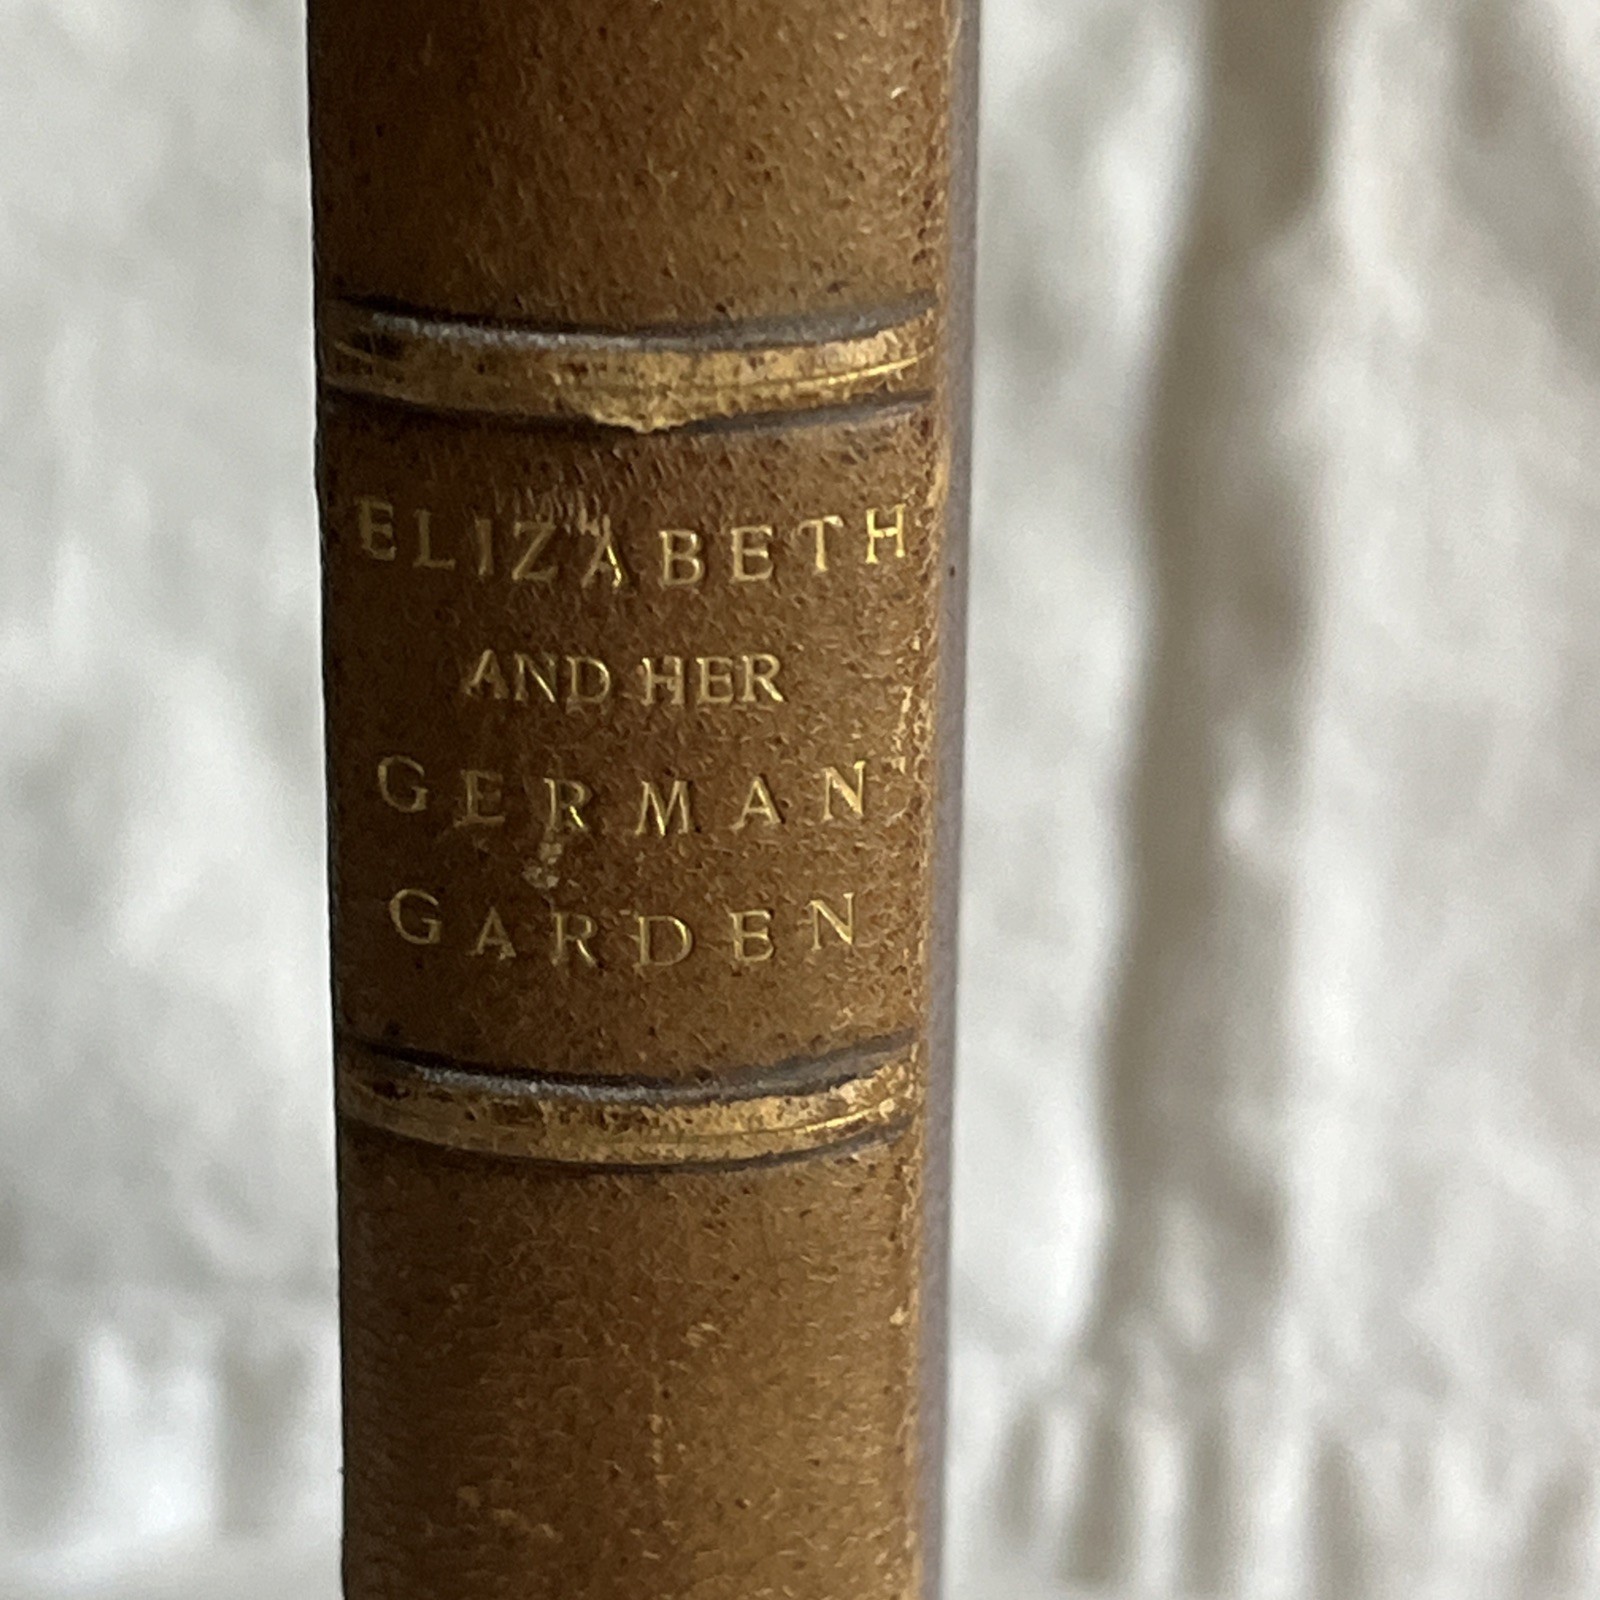 ELIZABETH
AND HER
GERMAN
GARDEN